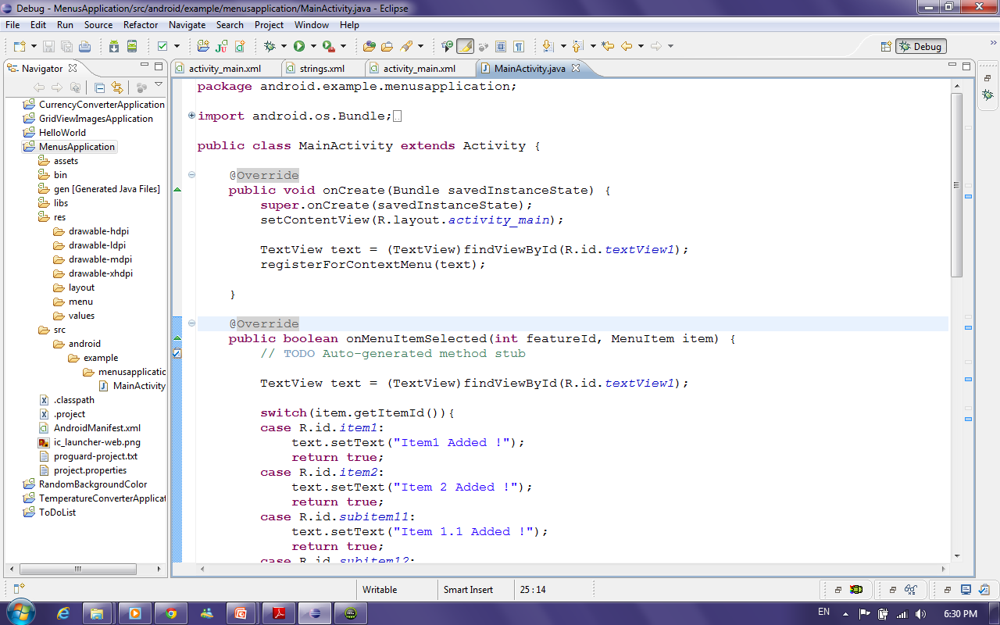 Debug - MenusApplication/src/android/example/menusapplication/MainActivity.java - Eclipse
File Edit Run Source Refactor Navigate Search Project Window Help
Debug
Navigator
activity_main.xml strings.xml activity_main.xml MainActivity.java
CurrencyConverterApplication
GridViewImagesApplication
HelloWorld
MenusApplication
assets
bin
gen [Generated Java Files]
libs
res
drawable-hdpi
drawable-ldpi
drawable-mdpi
drawable-xhdpi
layout
menu
values
src
android
example
menusapplicatic
MainActivity
.classpath
.project
AndroidManifest.xml
ic_launcher-web.png
proguard-project.txt
project.properties
RandomBackgroundColor
TemperatureConverterApplicat
ToDoList
package android.example.menusapplication;
import android.os.Bundle;
public class MainActivity extends Activity {
@Override
public void onCreate(Bundle savedInstanceState) {
super.onCreate(savedInstanceState);
setContentView(R.layout.activity_main);
TextView text = (TextView)findViewById(R.id.textView1);
registerForContextMenu(text);
}
@Override
public boolean onMenuItemSelected(int featureId, MenuItem item) {
// TODO Auto-generated method stub
TextView text = (TextView)findViewById(R.id.textView1);
switch(item.getItemId()){
case R.id.item1:
text.setText("Item1 Added !");
return true;
case R.id.item2:
text.setText("Item 2 Added !");
return true;
case R.id.subitem11:
text.setText("Item 1.1 Added !");
return true;
case R.id.subitem12:
Writable Smart Insert 25 : 14
EN 6:30 PM